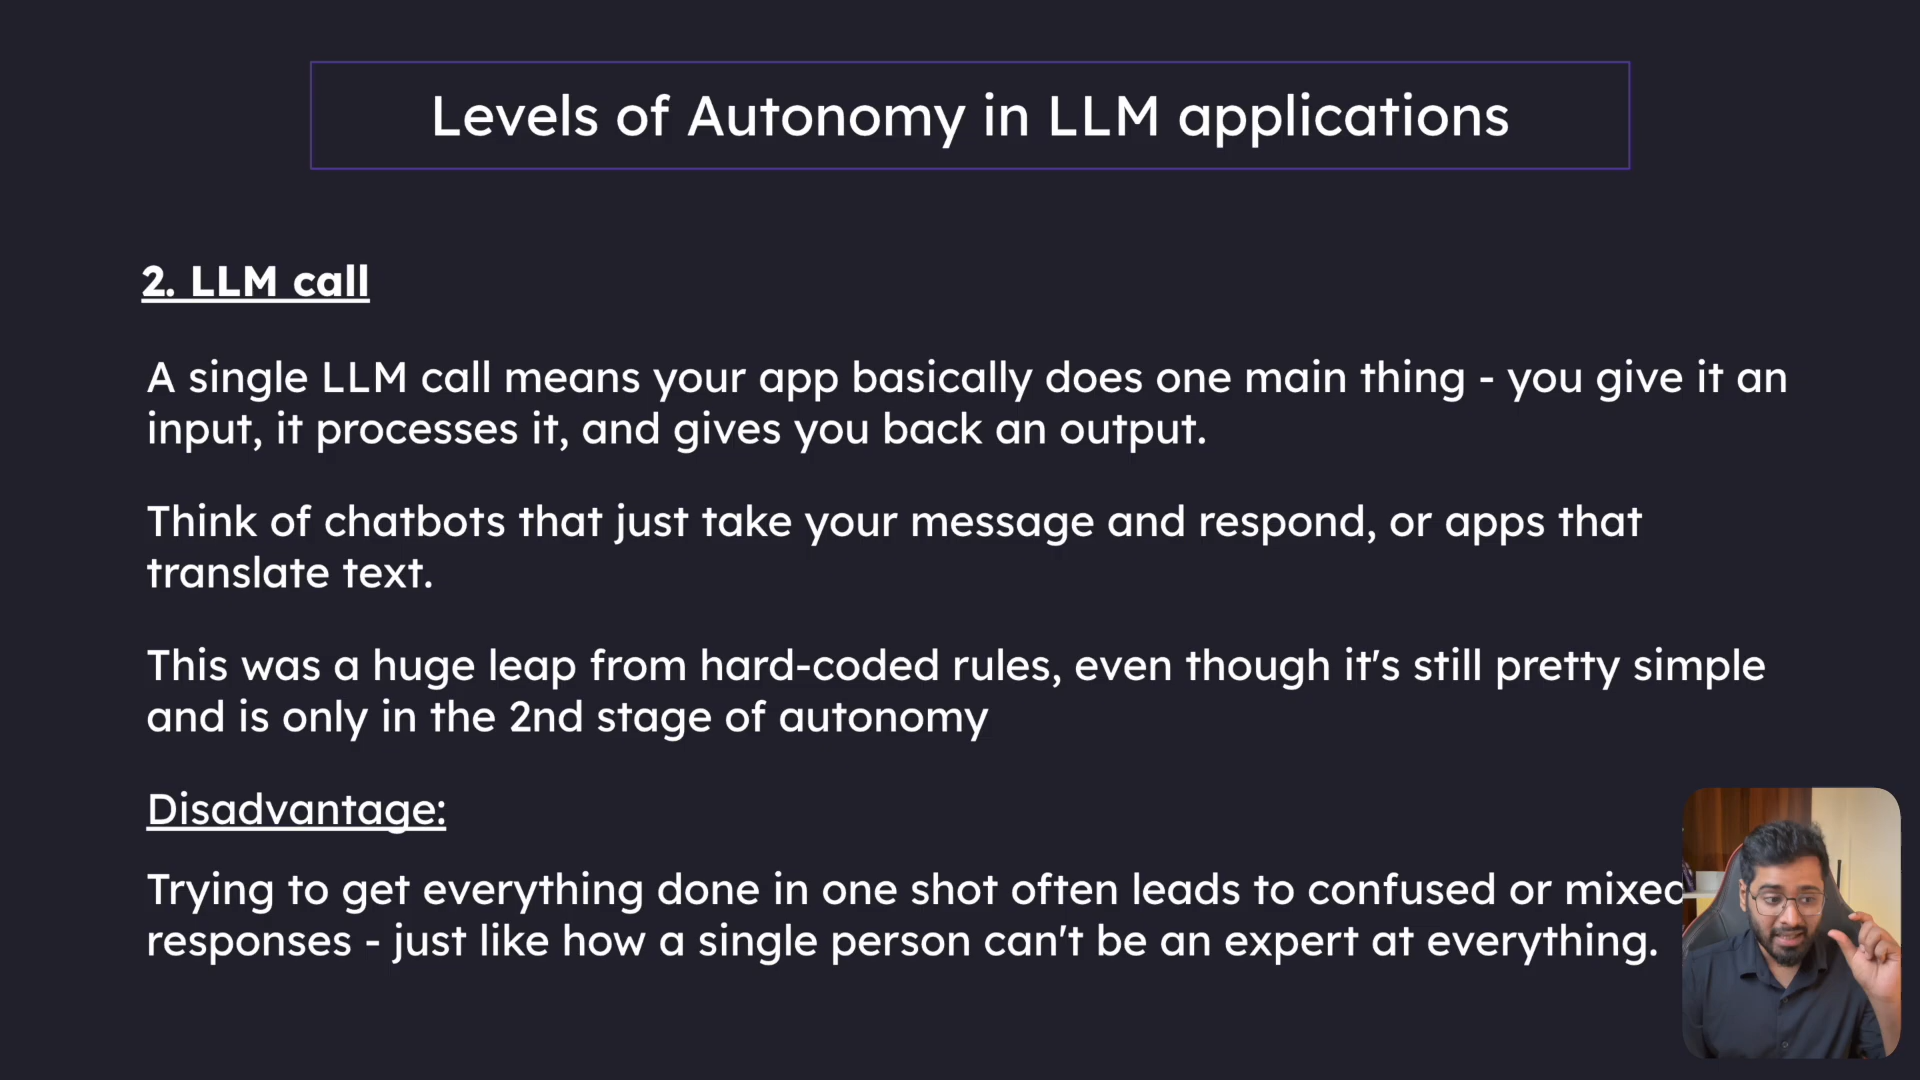 Levels of Autonomy in LLM applications
2. LLM call
A single LLM call means your app basically does one main thing - you give it an
input, it processes it, and gives you back an output.
Think of chatbots that just take your message and respond, or apps that
translate text.
This was a huge leap from hard-coded rules, even though it's still pretty simple
and is only in the 2nd stage of autonomy
Disadvantage:
Trying to get everything done in one shot often leads to confused or mixed
responses - just like how a single person can't be an expert at everything.